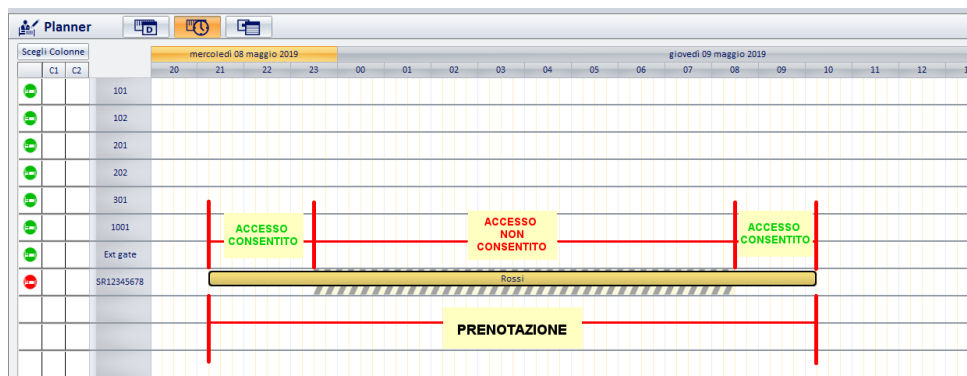 Planner
D
Scegli Colonne
mercoledì 08 maggio 2019
giovedì 09 maggio 2019
C1 C2
20 21 22 23 00 01 02 03 04 05 06 07 08 09 10 11 12 1
101
102
201
202
301
1001
ACCESSO
CONSENTITO
ACCESSO
NON
CONSENTITO
ACCESSO
CONSENTITO
Ext gate
SR12345678
Rossi
PRENOTAZIONE